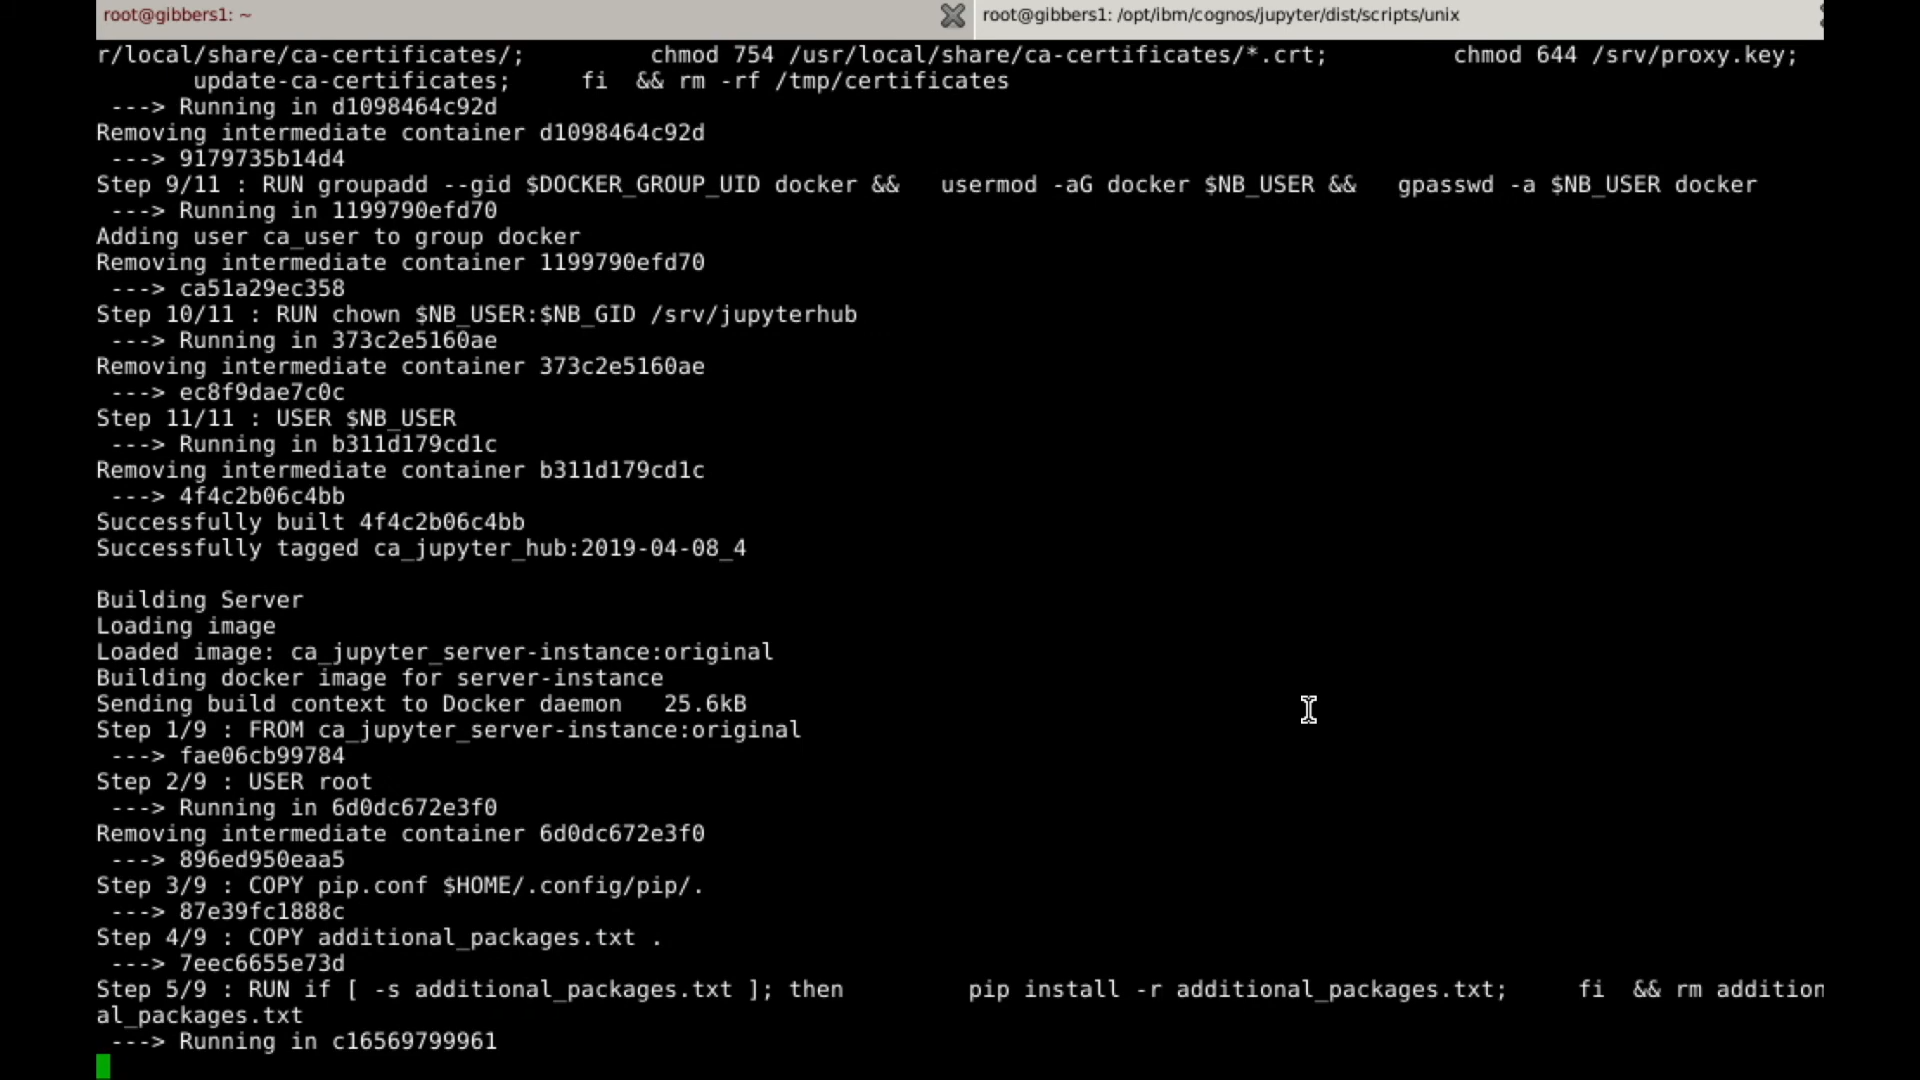 root@gibbers1: ~
root@gibbers1: /opt/ibm/cognos/jupyter/dist/scripts/unix
r/local/share/ca-certificates/;         chmod 754 /usr/local/share/ca-certificates/*.crt;         chmod 644 /srv/proxy.key;
       update-ca-certificates;     fi  && rm -rf /tmp/certificates
 ---> Running in d1098464c92d
Removing intermediate container d1098464c92d
 ---> 9179735b14d4
Step 9/11 : RUN groupadd --gid $DOCKER_GROUP_UID docker &&   usermod -aG docker $NB_USER &&   gpasswd -a $NB_USER docker
 ---> Running in 1199790efd70
Adding user ca_user to group docker
Removing intermediate container 1199790efd70
 ---> ca51a29ec358
Step 10/11 : RUN chown $NB_USER:$NB_GID /srv/jupyterhub
 ---> Running in 373c2e5160ae
Removing intermediate container 373c2e5160ae
 ---> ec8f9dae7c0c
Step 11/11 : USER $NB_USER
 ---> Running in b311d179cd1c
Removing intermediate container b311d179cd1c
 ---> 4f4c2b06c4bb
Successfully built 4f4c2b06c4bb
Successfully tagged ca_jupyter_hub:2019-04-08_4
Building Server
Loading image
Loaded image: ca_jupyter_server-instance:original
Building docker image for server-instance
Sending build context to Docker daemon   25.6kB
Step 1/9 : FROM ca_jupyter_server-instance:original
 ---> fae06cb99784
Step 2/9 : USER root
 ---> Running in 6d0dc672e3f0
Removing intermediate container 6d0dc672e3f0
 ---> 896ed950eaa5
Step 3/9 : COPY pip.conf $HOME/.config/pip/.
 ---> 87e39fc1888c
Step 4/9 : COPY additional_packages.txt .
 ---> 7eec6655e73d
Step 5/9 : RUN if [ -s additional_packages.txt ]; then         pip install -r additional_packages.txt;     fi  && rm addition
al_packages.txt
 ---> Running in c16569799961